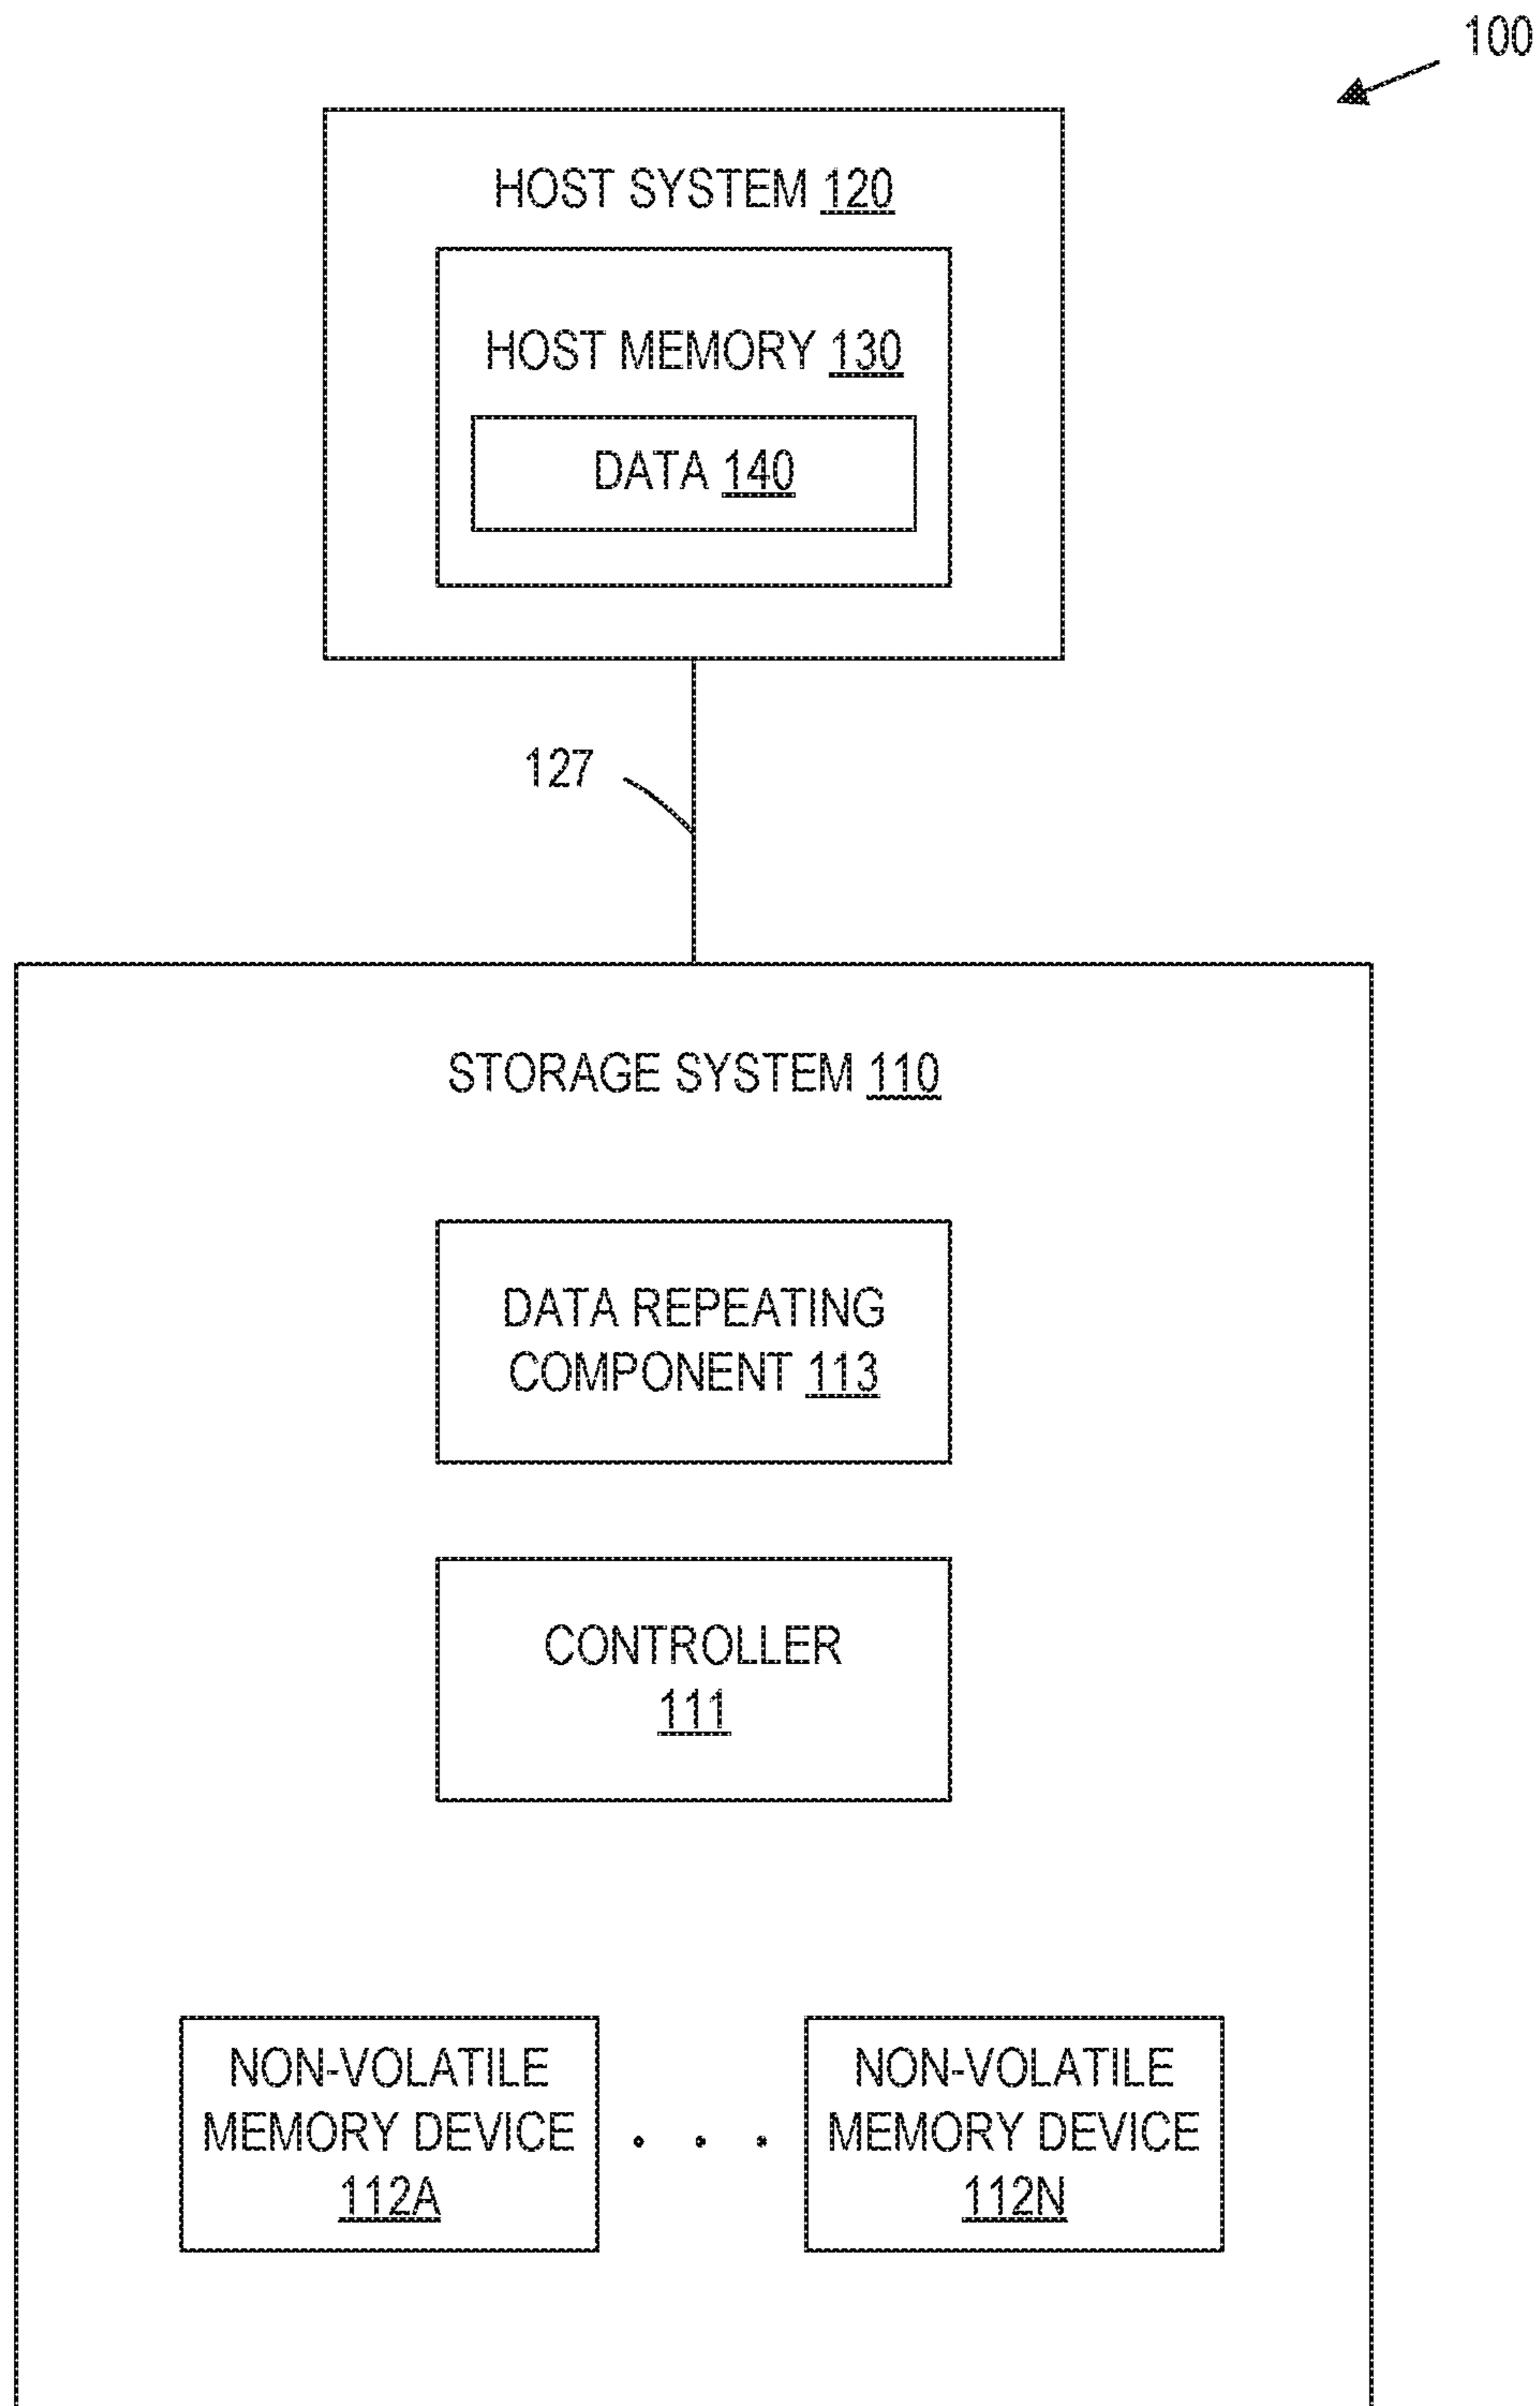 100
HOST SYSTEM 120
HOST MEMORY 130
DATA 140
127
STORAGE SYSTEM 110
DATA REPEATING
COMPONENT 113
CONTROLLER
111
NON-VOLATILE
MEMORY DEVICE
112A
. . .
NON-VOLATILE
MEMORY DEVICE
112N